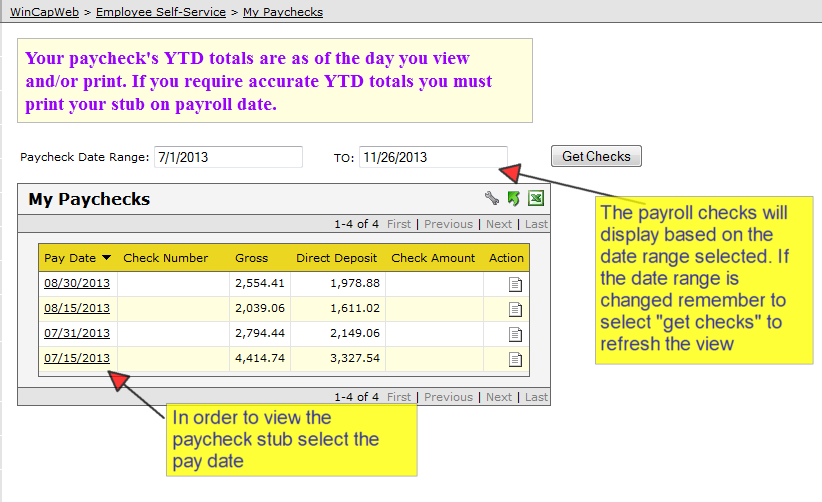 WinCapWeb > Employee Self-Service > My Paychecks
Your paycheck's YTD totals are as of the day you view
and/or print. If you require accurate YTD totals you must
print your stub on payroll date.
Paycheck Date Range: 7/1/2013 TO: 11/26/2013 Get Checks
My Paychecks
1-4 of 4 First | Previous | Next | Last
Pay Date Check Number Gross Direct Deposit Check Amount Action
08/30/2013 2,554.41 1,978.88
08/15/2013 2,039.06 1,611.02
07/31/2013 2,794.44 2,149.06
07/15/2013 4,414.74 3,327.54
1-4 of 4 First | Previous | Next | Last
The payroll checks will
display based on the
date range selected. If
the date range is
changed remember to
select "get checks" to
refresh the view
In order to view the
paycheck stub select the
pay date